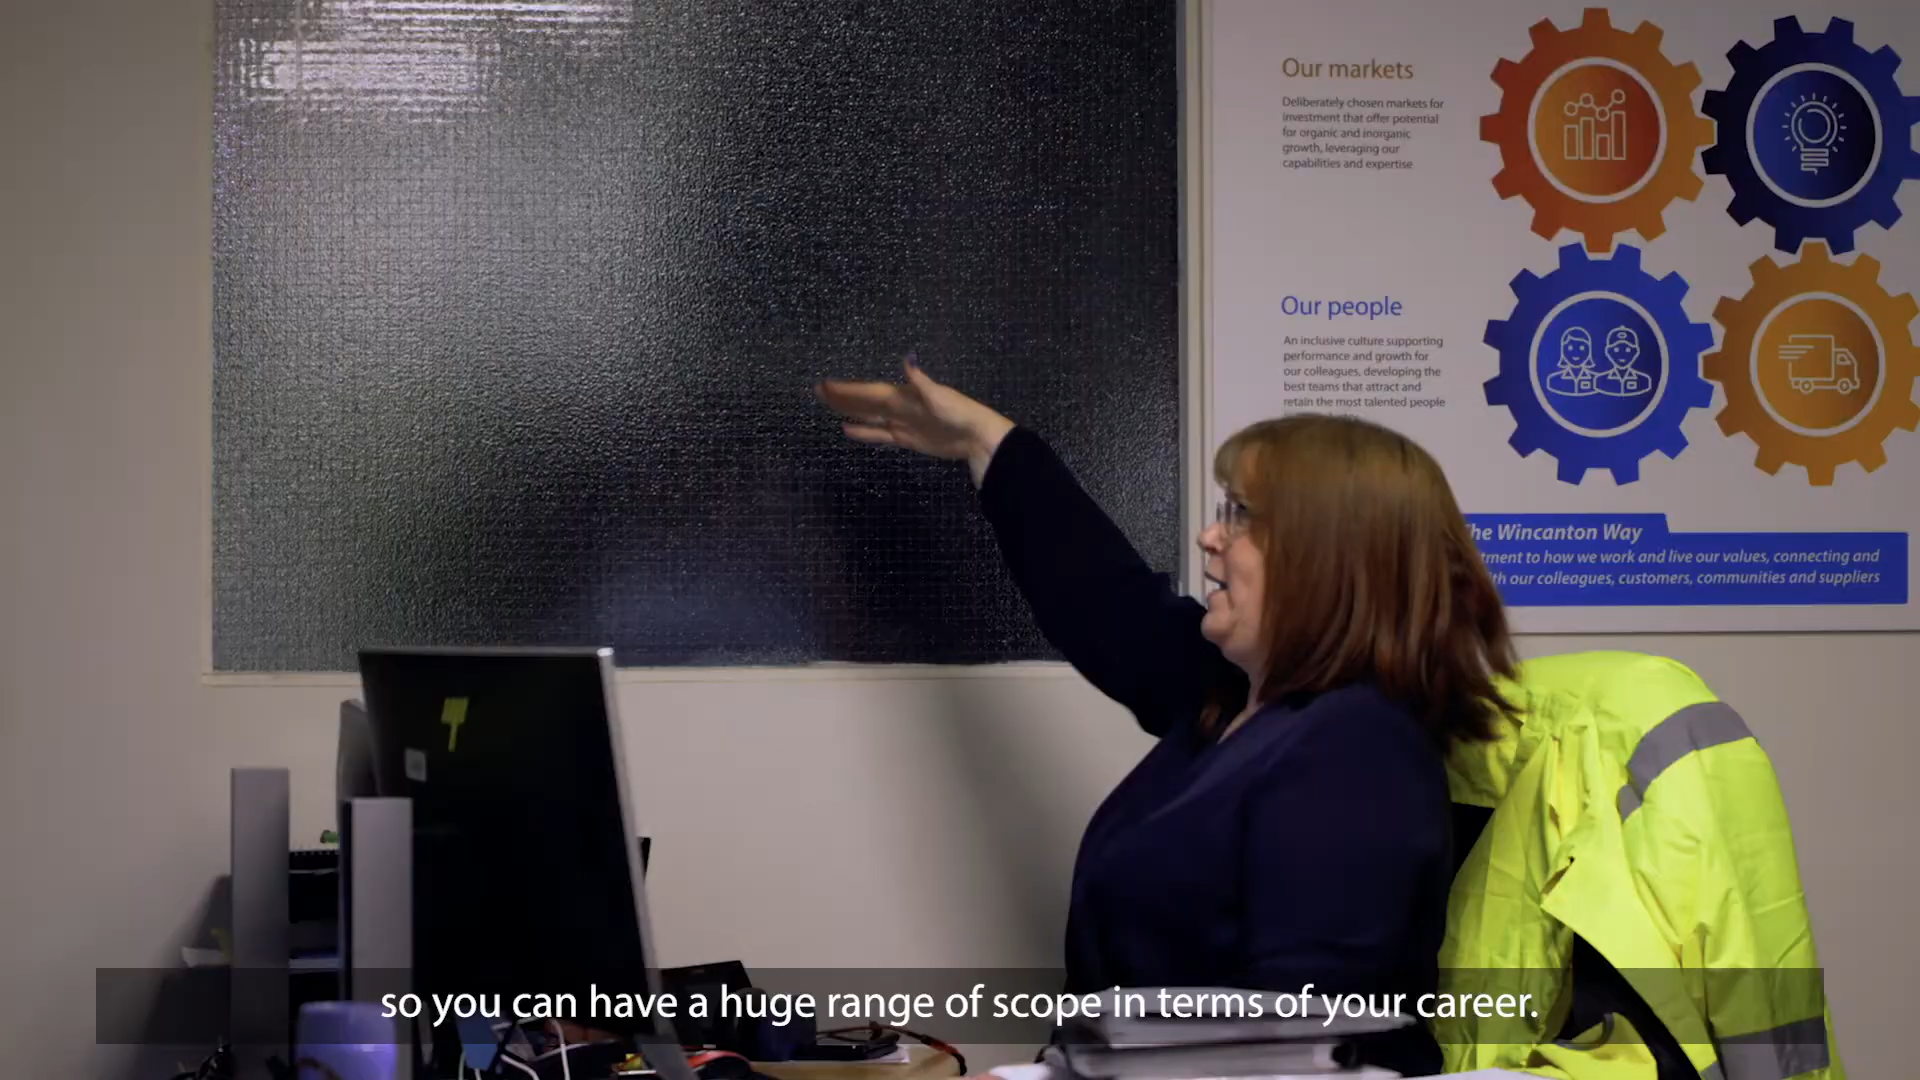 Our markets
Deliberately chosen markets for
investment that offer potential
for organic and inorganic
growth, leveraging our
capabilities and expertise
Our people
An inclusive culture supporting
performance and growth for
our colleagues, developing the
best teams that attract and
retain the most talented people
Wincanton Way
to how we work and live our values, connecting and
our colleagues, customers, communities and suppliers
so you can have a huge range of scope in terms of your career.